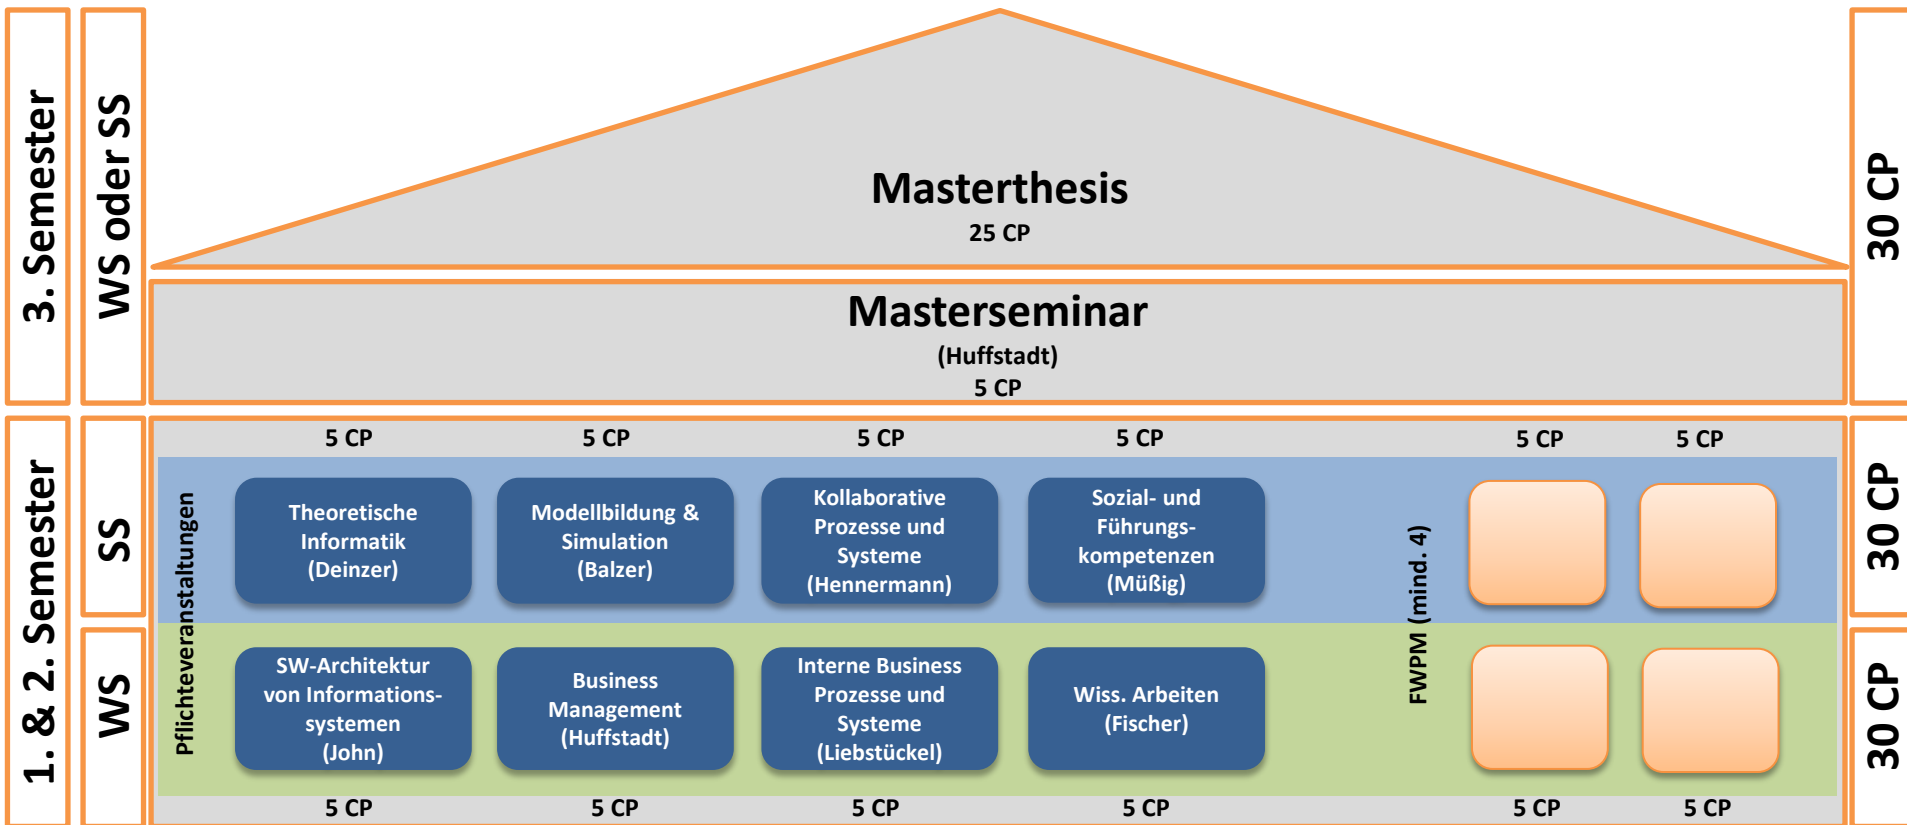 3. Semester
WS oder SS
Masterthesis
25 CP
30 CP
Masterseminar
(Huffstadt)
5 CP
1. & 2. Semester
SS
Pflichteveranstaltungen
5 CP
5 CP
5 CP
5 CP
5 CP
5 CP
Theoretische
Informatik
(Deinzer)
Modellbildung &
Simulation
(Balzer)
Kollaborative
Prozesse und
Systeme
(Hennermann)
Sozial- und
Führungs-
kompetenzen
(Müßig)
FWPM (mind. 4)
30 CP
WS
SW-Architektur
von Informations-
systemen
(John)
Business
Management
(Huffstadt)
Interne Business
Prozesse und
Systeme
(Liebstückel)
Wiss. Arbeiten
(Fischer)
30 CP
5 CP
5 CP
5 CP
5 CP
5 CP
5 CP